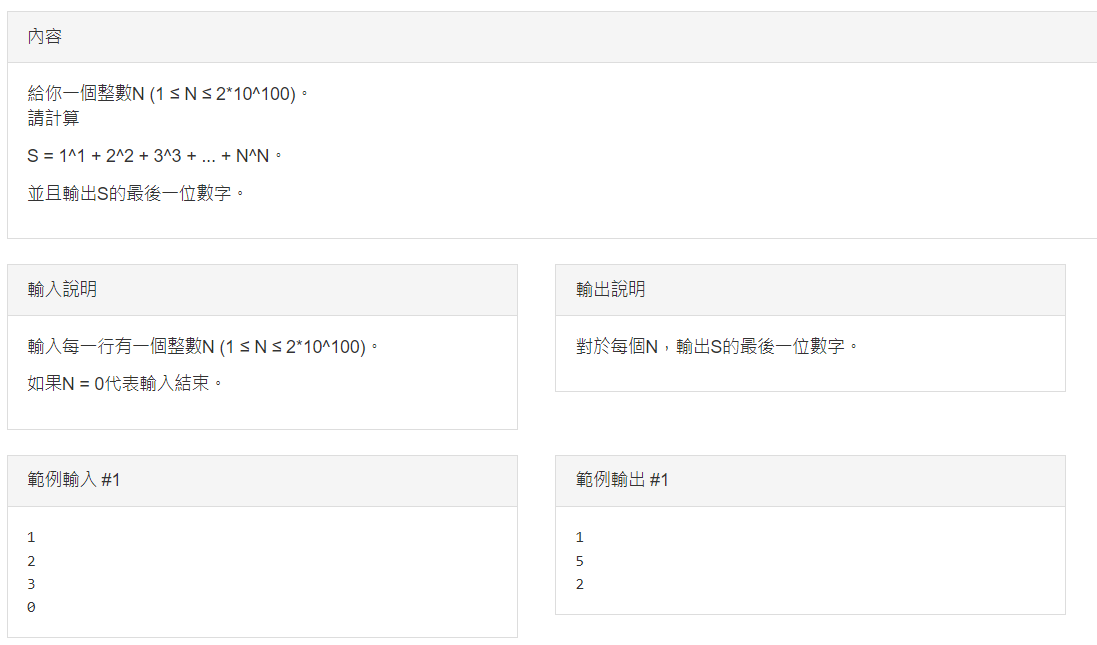 內容
給你一個整數N (1 ≤ N ≤ 2*10^100)。
請計算
S = 1^1 + 2^2 + 3^3 + ... + N^N。
並且輸出S的最後一位數字。
輸入說明
輸入每一行有一個整數N (1 ≤ N ≤ 2*10^100)。
如果N = 0代表輸入結束。
輸出說明
對於每個N，輸出S的最後一位數字。
範例輸入 #1
1
2
3
0
範例輸出 #1
1
5
2